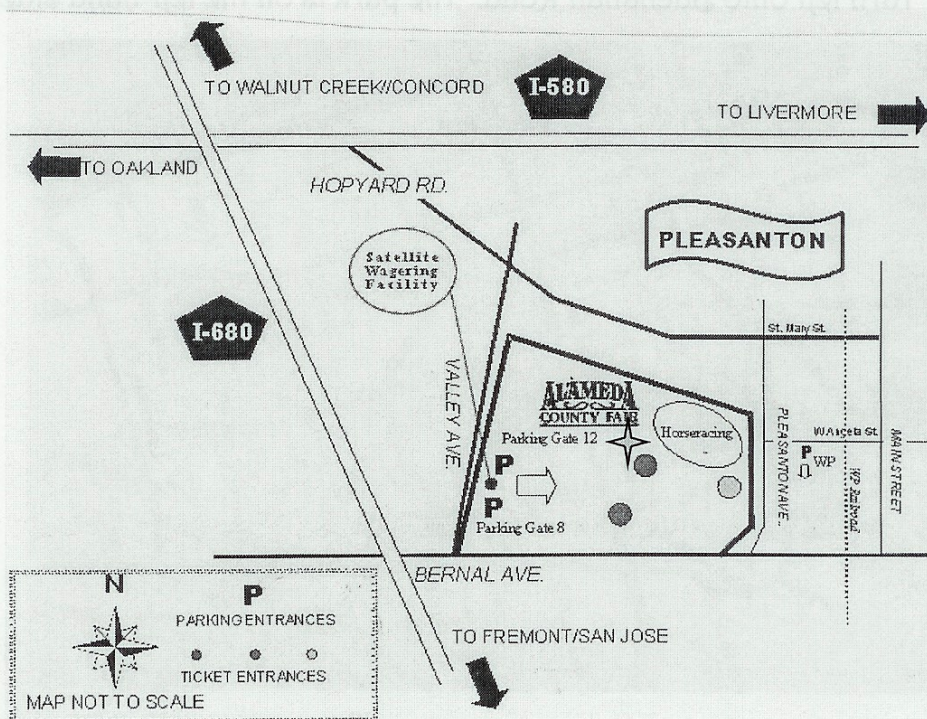 TO WALNUT CREEK//CONCORD
I-580
TO LIVERMORE
TO OAKLAND
HOPYARD RD.
PLEASANTON
Satellite
Wagering
Facility
I-680
St. Mary St.
VALLEY AVE.
ALAMEDA
COUNTY FAIR
Parking Gate 12
Horseracing
PLEASANTON AVE..
W.Angela St.
MAIN STREET
P
WP
WP Railroad
P
P
Parking Gate 8
BERNAL AVE.
N
P
PARKING ENTRANCES
TICKET ENTRANCES
MAP NOT TO SCALE
TO FREMONT/SAN JOSE